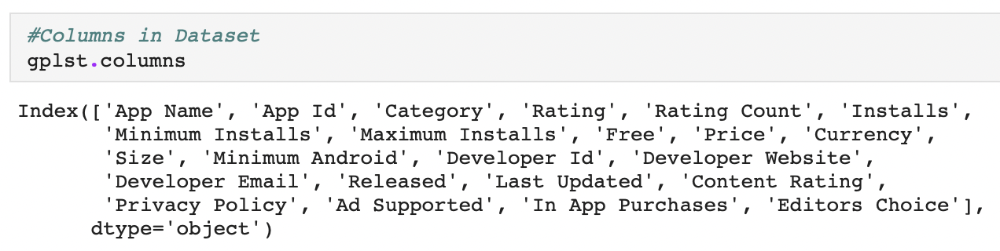 #Columns in Dataset
gplst.columns
Index(['App Name', 'App Id', 'Category', 'Rating', 'Rating Count', 'Installs',
'Minimum Installs', 'Maximum Installs', 'Free', 'Price', 'Currency',
'Size', 'Minimum Android', 'Developer Id', 'Developer Website',
'Developer Email', 'Released', 'Last Updated', 'Content Rating',
'Privacy Policy', 'Ad Supported', 'In App Purchases', 'Editors Choice'],
dtype='object')